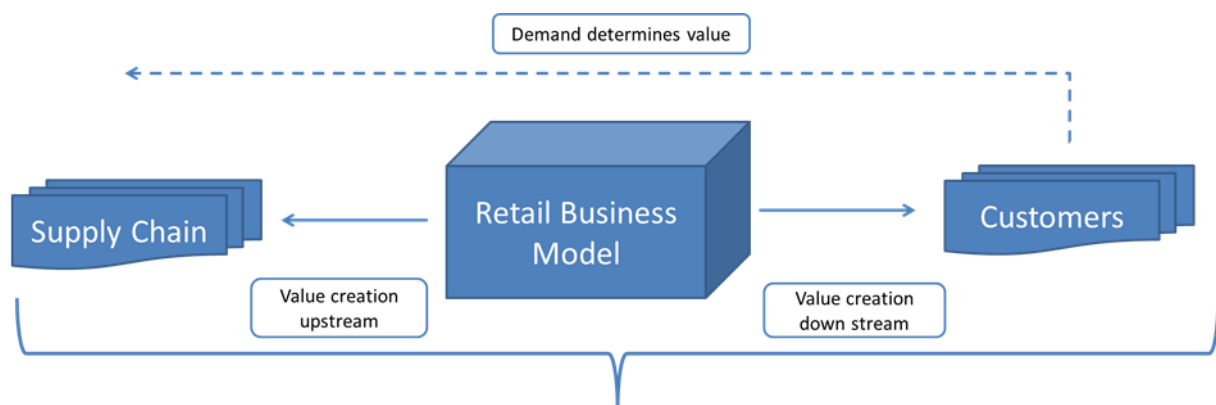 Demand determines value
Supply Chain
Retail Business
Model
Customers
Value creation
upstream
Value creation
down stream